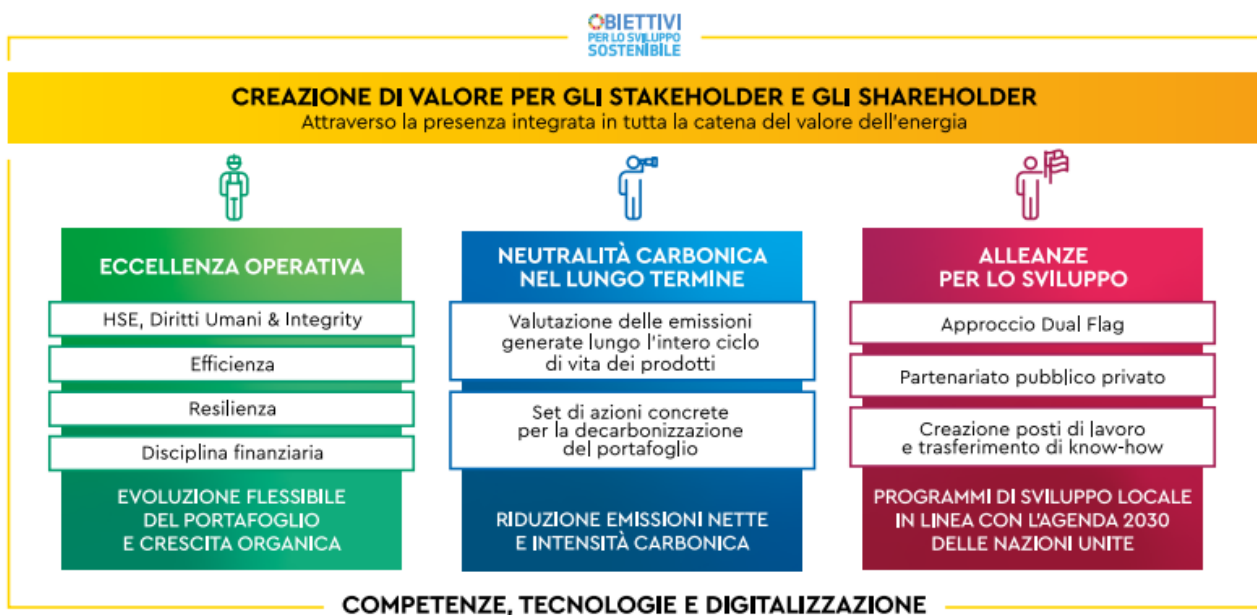 OBIETTIVI
PER LO SVILUPPO
SOSTENIBILE
CREAZIONE DI VALORE PER GLI STAKEHOLDER E GLI SHAREHOLDER
Attraverso la presenza integrata in tutta la catena del valore dell'energia
ECCELLENZA OPERATIVA
HSE, Diritti Umani & Integrity
Efficienza
Resilienza
Disciplina finanziaria
EVOLUZIONE FLESSIBILE
DEL PORTAFOGLIO
E CRESCITA ORGANICA
NEUTRALITÀ CARBONICA
NEL LUNGO TERMINE
Valutazione delle emissioni
generate lungo l'intero ciclo
di vita dei prodotti
Set di azioni concrete
per la decarbonizzazione
del portafoglio
RIDUZIONE EMISSIONI NETTE
E INTENSITÀ CARBONICA
ALLEANZE
PER LO SVILUPPO
Approccio Dual Flag
Partenariato pubblico privato
Creazione posti di lavoro
e trasferimento di know-how
PROGRAMMI DI SVILUPPO LOCALE
IN LINEA CON L'AGENDA 2030
DELLE NAZIONI UNITE
COMPETENZE, TECNOLOGIE E DIGITALIZZAZIONE